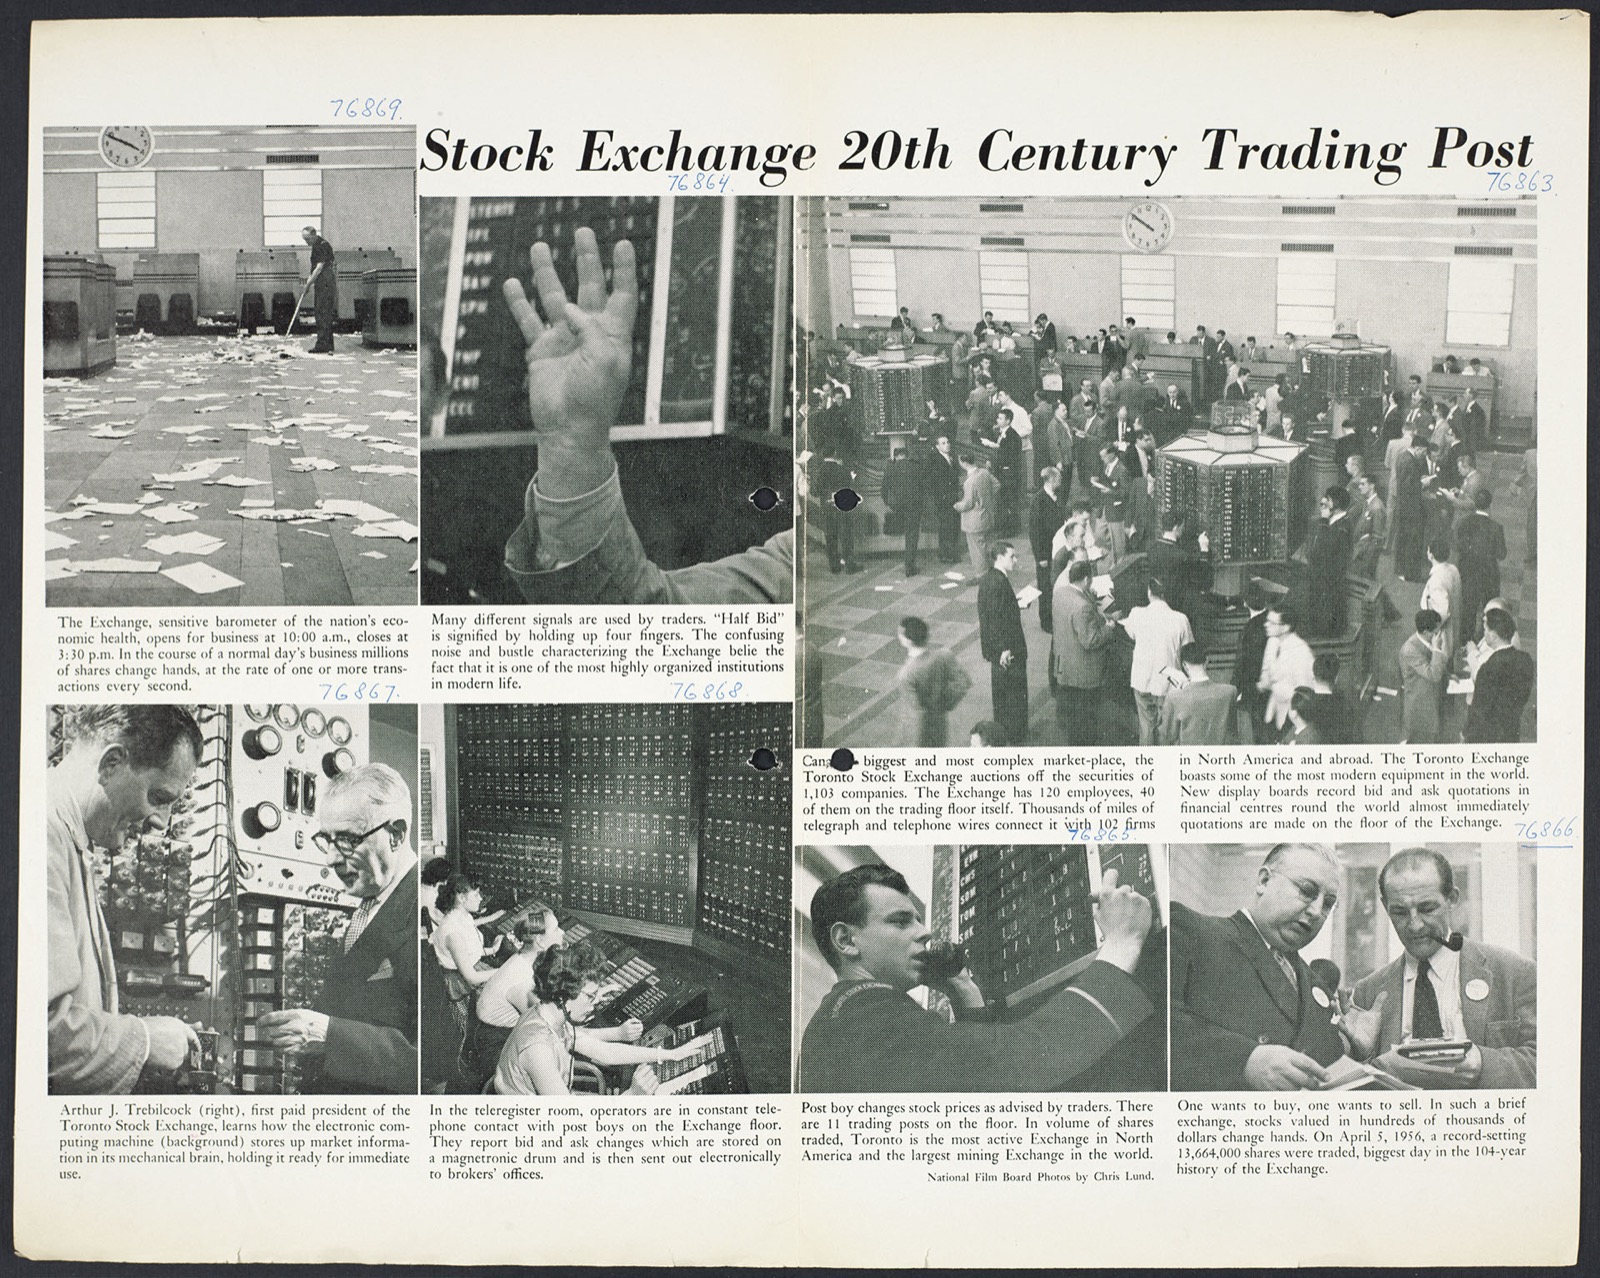 76869.
Stock Exchange 20th Century Trading Post
76864.
76863.
The Exchange, sensitive barometer of the nation's eco-
nomic health, opens for business at 10:00 a.m., closes at
3:30 p.m. In the course of a normal day's business millions
of shares change hands, at the rate of one or more trans-
actions every second.
Many different signals are used by traders. "Half Bid"
is signified by holding up four fingers. The confusing
noise and bustle characterizing the Exchange belie the
fact that it is one of the most highly organized institutions
in modern life.
76867.
76868.
biggest and most complex market-place, the
Toronto Stock Exchange auctions off the securities of
1,103 companies. The Exchange has 120 employees, 40
of them on the trading floor itself. Thousands of miles of
telegraph and telephone wires connect it with 102 firms
in North America and abroad. The Toronto Exchange
boasts some of the most modern equipment in the world.
New display boards record bid and ask quotations in
financial centres round the world almost immediately
quotations are made on the floor of the Exchange.
76865.
76866.
Arthur J. Trebilcock (right), first paid president of the
Toronto Stock Exchange, learns how the electronic com-
puting machine (background) stores up market informa-
tion in its mechanical brain, holding it ready for immediate
use.
In the teleregister room, operators are in constant tele-
phone contact with post boys on the Exchange floor.
They report bid and ask changes which are stored on
a magnetronic drum and is then sent out electronically
to brokers' offices.
Post boy changes stock prices as advised by traders. There
are 11 trading posts on the floor. In volume of shares
traded, Toronto is the most active Exchange in North
America and the largest mining Exchange in the world.
National Film Board Photos by Chris Lund.
One wants to buy, one wants to sell. In such a brief
exchange, stocks valued in hundreds of thousands of
dollars change hands. On April 5, 1956, a record-setting
13,664,000 shares were traded, biggest day in the 104-year
history of the Exchange.